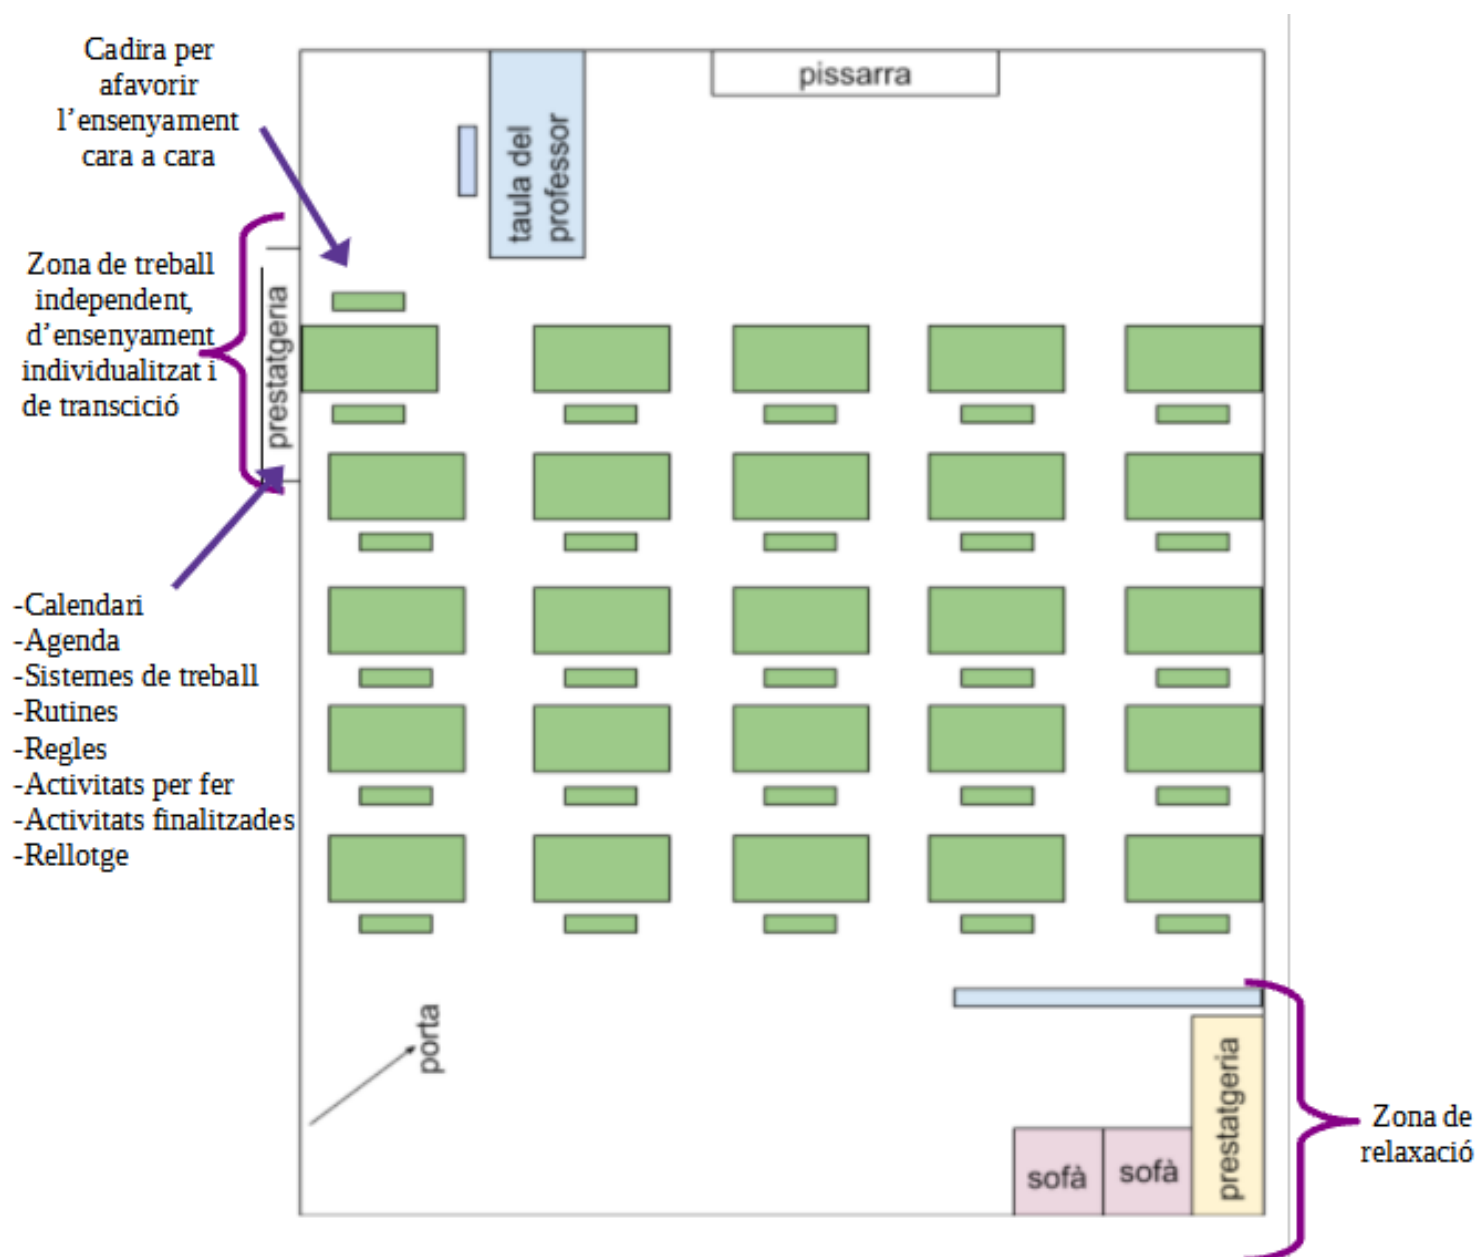 Cadira per
afavorir
l’ensenyament
cara a cara
pissarra
taula del
professor
Zona de treball
independent,
d’ensenyament
individualitzat i
de transcició
prestatgeria
-Calendari
-Agenda
-Sistemes de treball
-Rutines
-Regles
-Activitats per fer
-Activitats finalitzades
-Rellotge
porta
prestatgeria
sofà
sofà
Zona de
relaxació